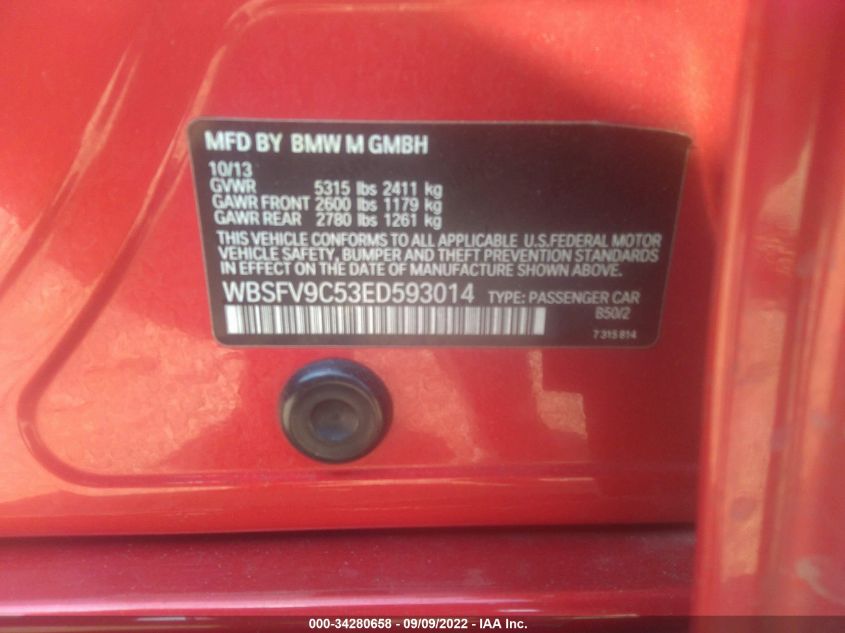 MFD BY BMW M GMBH
10/13
GVWR 5315 lbs 2411 kg
GAWR FRONT 2600 lbs 1179 kg
GAWR REAR 2780 lbs 1261 kg
THIS VEHICLE CONFORMS TO ALL APPLICABLE U.S.FEDERAL MOTOR
VEHICLE SAFETY, BUMPER AND THEFT PREVENTION STANDARDS
IN EFFECT ON THE DATE OF MANUFACTURE SHOWN ABOVE.
WBSFV9C53ED593014 TYPE: PASSENGER CAR
B50/2
7 315 814
000-34280658 - 09/09/2022 - IAA Inc.